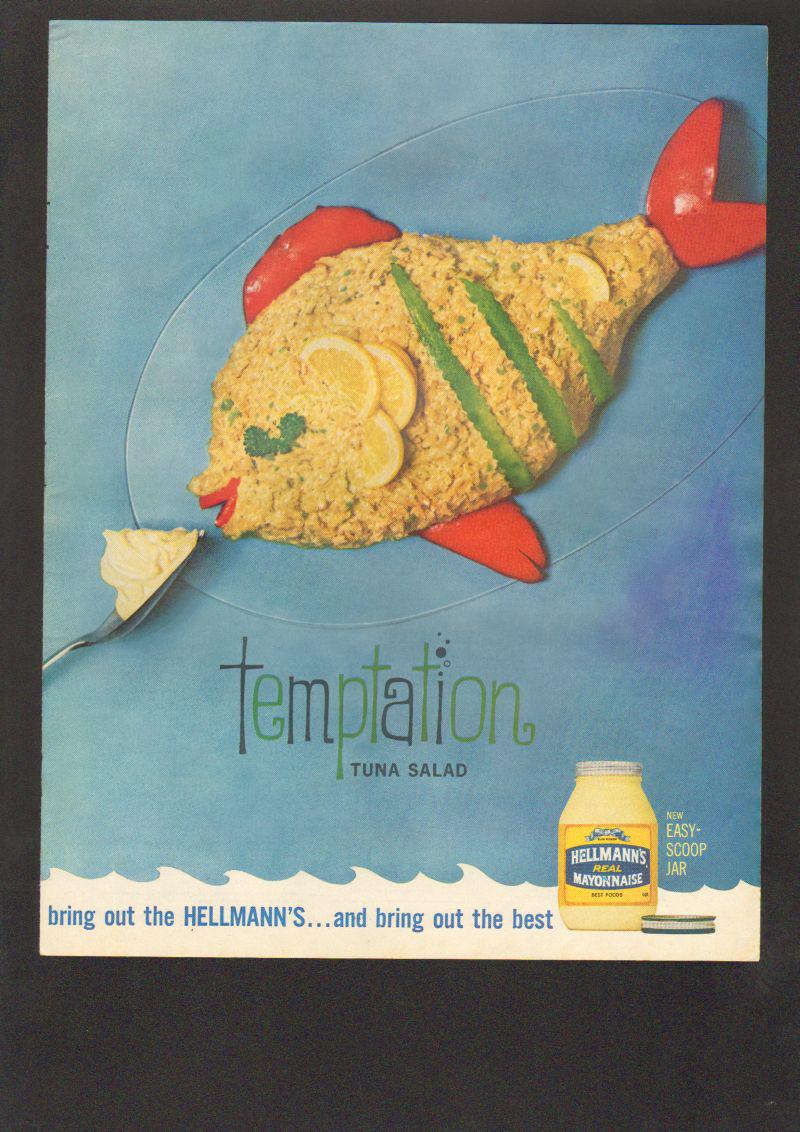 temptation
TUNA SALAD
NEW
EASY-
SCOOP
JAR
HELLMANN'S
REAL
MAYONNAISE
BEST FOODS
bring out the HELLMANN'S...and bring out the best